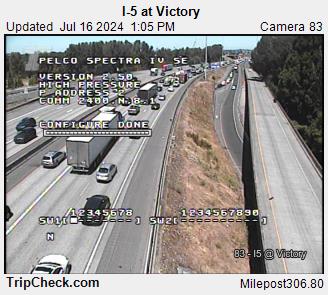 I-5 at Victory
Updated Jul 16 2024 1:05 PM Camera 83
PELCO SPECTRA IV SE
VERSION 2.50
HIGH PRESSURE
P ADDRESS 2
COMM 2400,N,8,1
CONFIGURE DONE
12345678 1234567890
SW1[ ] SW2[ ]
N
83 - I5 @ Victory
TripCheck.com Milepost306.80